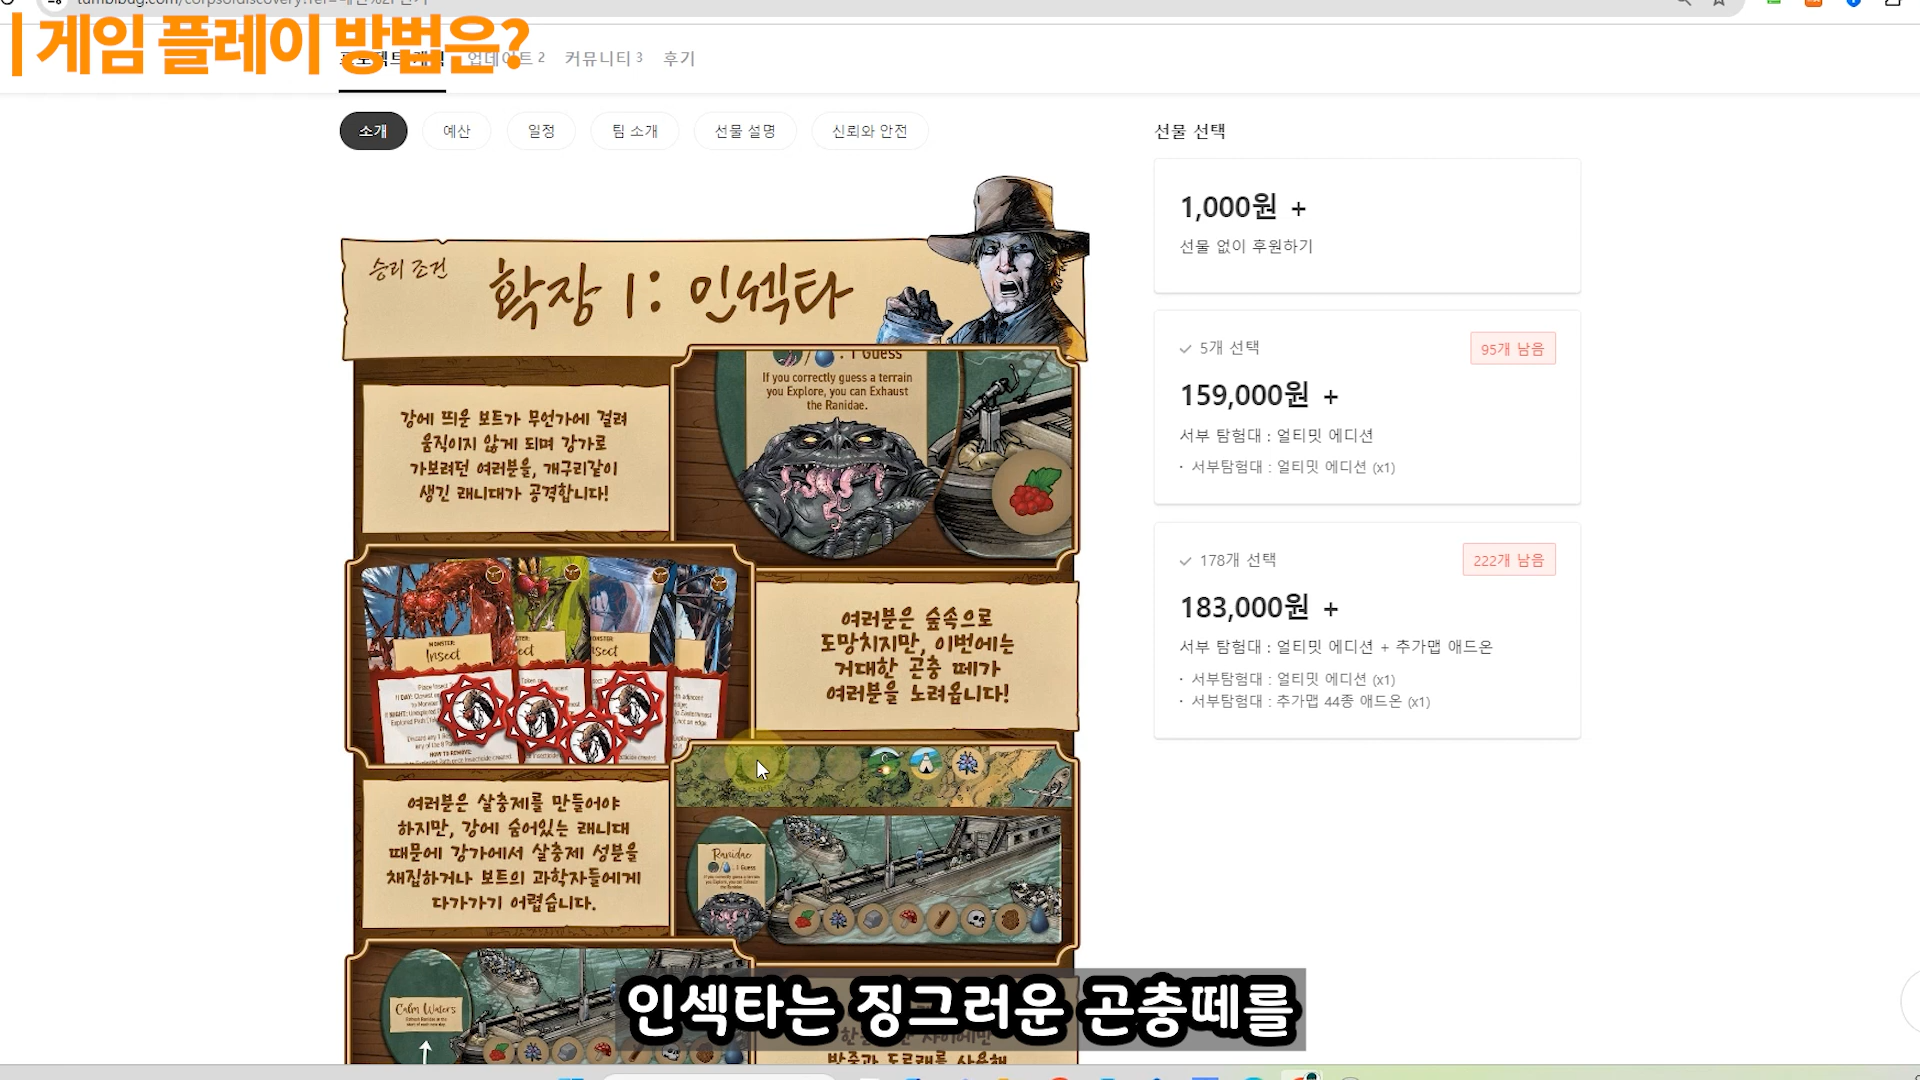 | 게임 플레이 방법은?
커뮤니티 3
후기
소개
예산
일정
팀 소개
선물 설명
신뢰와 안전
선물 선택
1,000원 +
선물 없이 후원하기
5개 선택
95개 남음
159,000원 +
서부 탐험대 : 얼티밋 에디션
· 서부탐험대 : 얼티밋 에디션 (x1)
178개 선택
222개 남음
183,000원 +
서부 탐험대 : 얼티밋 에디션 + 추가맵 애드온
· 서부탐험대 : 얼티밋 에디션 (x1)
· 서부탐험대 : 추가맵 44종 애드온 (x1)
승리 조건
확장 1: 인섹타
강에 띄운 보트가 무언가에 걸려
움직이지 않게 되며 강가로
가보려던 여러분을, 개구리같이
생긴 래니대가 공격합니다!
: 1 Guess
If you correctly guess a terrain
you Explore, you can Exhaust
the Ranidae.
MONSTER:
Insect
여러분은 숲속으로
도망치지만, 이번에는
거대한 곤충 떼가
여러분을 노려옵니다!
여러분은 살충제를 만들어야
하지만, 강에 숨어있는 래니대
때문에 강가에서 살충제 성분을
채집하거나 보트의 과학자들에게
다가가기 어렵습니다.
Ranidae
: 1 Guess
Calm Waters
인섹타는 징그러운 곤충떼를